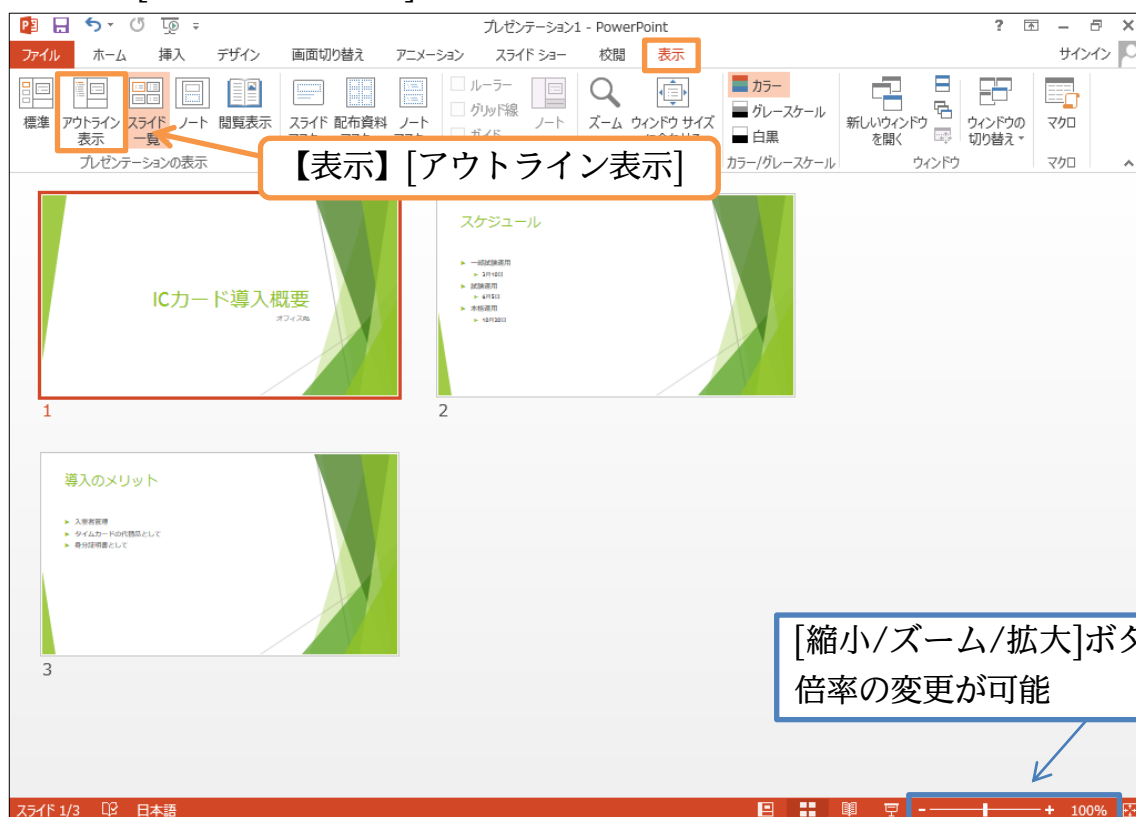 プレゼンテーション1 - PowerPoint
ファイル ホーム 挿入 デザイン 画面切り替え アニメーション スライド ショー 校閲 表示 サインイン
標準
アウトライン
表示
スライド
一覧
ノート
閲覧表示
プレゼンテーションの表示
スライド
配布資料
ノート
ルーラー
グリッド線
ノート
ズーム
ウィンドウ サイズ
カラー
グレースケール
白黒
カラー/グレースケール
新しいウィンドウ
を開く
ウィンドウの
切り替え
ウィンドウ
マクロ
マクロ
【表示】[アウトライン表示]
ICカード導入概要
1
スケジュール
一部試験運用
試験運用
本格運用
2
導入のメリット
タイムカードの代替品として
身分証明書として
3
[縮小/ズーム/拡大]ボタ
倍率の変更が可能
スライド 1/3 日本語 - + 100%